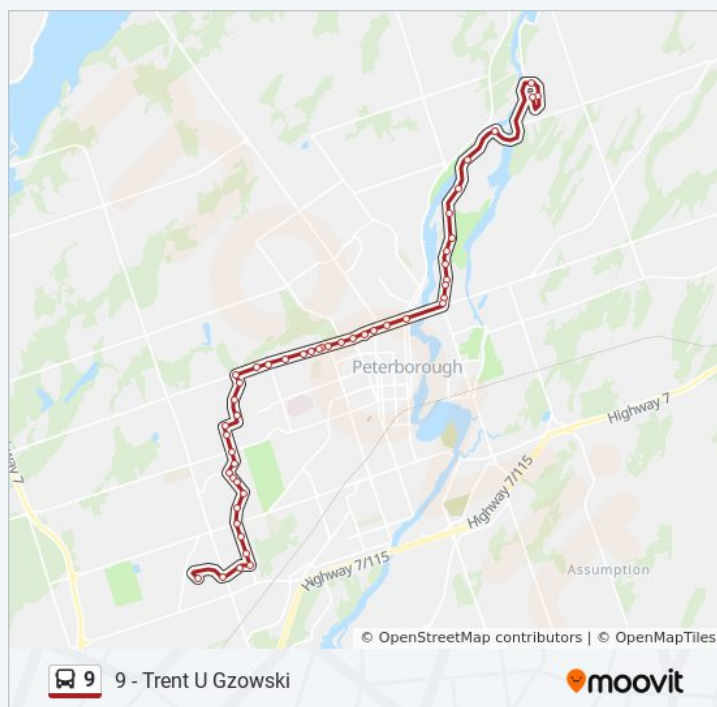 Peterborough
Highway 7
Highway 7/115
way 7
Highway 7/115
Assumption
© OpenStreetMap contributors | © OpenMapTiles
9
9 - Trent U Gzowski
moovit